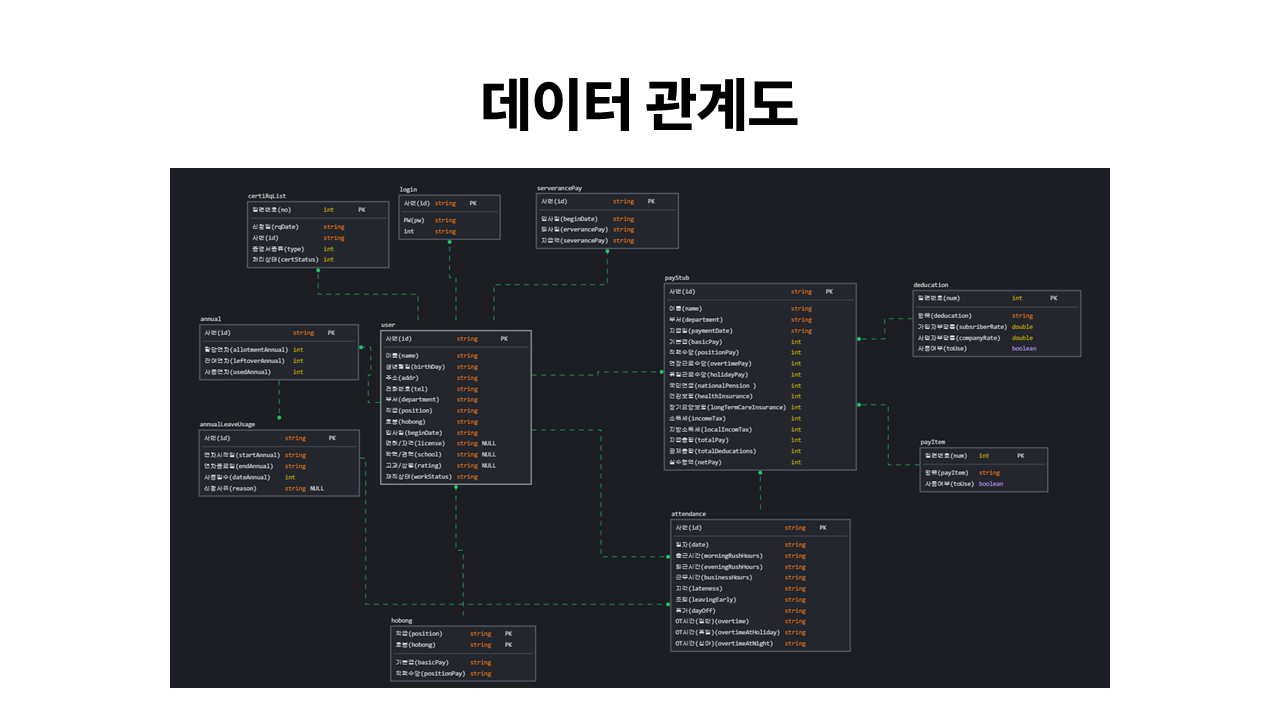 데이터 관계도
certiRqList
일련번호(no) int PK
신청일(rqDate) string
사번(id) string
증명서종류(type) int
처리상태(certStatus) int
login
사번(id) string PK
PW(pw) string
int string
serverancePay
사번(id) string PK
입사일(beginDate) string
퇴사일(erverancePay) string
지급액(severancePay) string
payStub
사번(id) string PK
이름(name) string
부서(department) string
지급일(paymentDate) string
기본급(basicPay) int
직책수당(positionPay) int
연장근로수당(overtimePay) int
휴일근로수당(holidayPay) int
국민연금(nationalPension ) int
건강보험(healthInsurance) int
장기요양보험(longTermCareInsurance) int
소득세(incomeTax) int
지방소득세(localIncomTax) int
지급총합(totalPay) int
공제총합(totalDeducations) int
실수령액(netPay) int
deducation
일련번호(num) int PK
항목(deducation) string
가입자부담률(subsriberRate) double
사업자부담률(companyRate) double
사용여부(toUse) boolean
annual
사번(id) string PK
할당연차(allotmentAnnual) int
잔여연차(leftoverAnnual) int
사용연차(usedAnnual) int
user
사번(id) string PK
이름(name) string
생년월일(birthDay) string
주소(addr) string
전화번호(tel) string
부서(department) string
직급(position) string
호봉(hobong) string
입사일(beginDate) string
면허/자격(license) string NULL
학력/경력(school) string NULL
고과/상벌(rating) string NULL
재직상태(workStatus) string
annualLeaveUsage
사번(id) string PK
연차시작일(startAnnual) string
연차종료일(endAnnual) string
사용일수(dateAnnual) int
신청사유(reason) string NULL
payItem
일련번호(num) int PK
항목(payItem) string
사용여부(toUse) boolean
attendance
사번(id) string PK
일자(date) string
출근시간(morningRushHours) string
퇴근시간(eveningRushHours) string
근무시간(businessHours) string
지각(lateness) string
조퇴(leavingEarly) string
휴가(dayOff) string
OT시간(일반)(overtime) string
OT시간(휴일)(overtimeAtHoliday) string
OT시간(심야)(overtimeAtNight) string
hobong
직급(position) string PK
호봉(hobong) string PK
기본급(basicPay) string
직책수당(positionPay) string